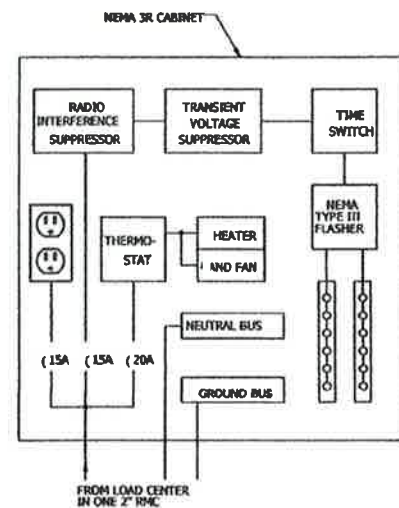 NEMA 3R CABINET
RADIO
INTERFERENCE
SUPPRESSOR
TRANSIENT
VOLTAGE
SUPPRESSOR
TIME
SWITCH
NEMA
TYPE III
FLASHER
THERMO-
STAT
HEATER
AND FAN
NEUTRAL BUS
(15A
(15A
(20A
GROUND BUS
FROM LOAD CENTER
IN ONE 2" RMC